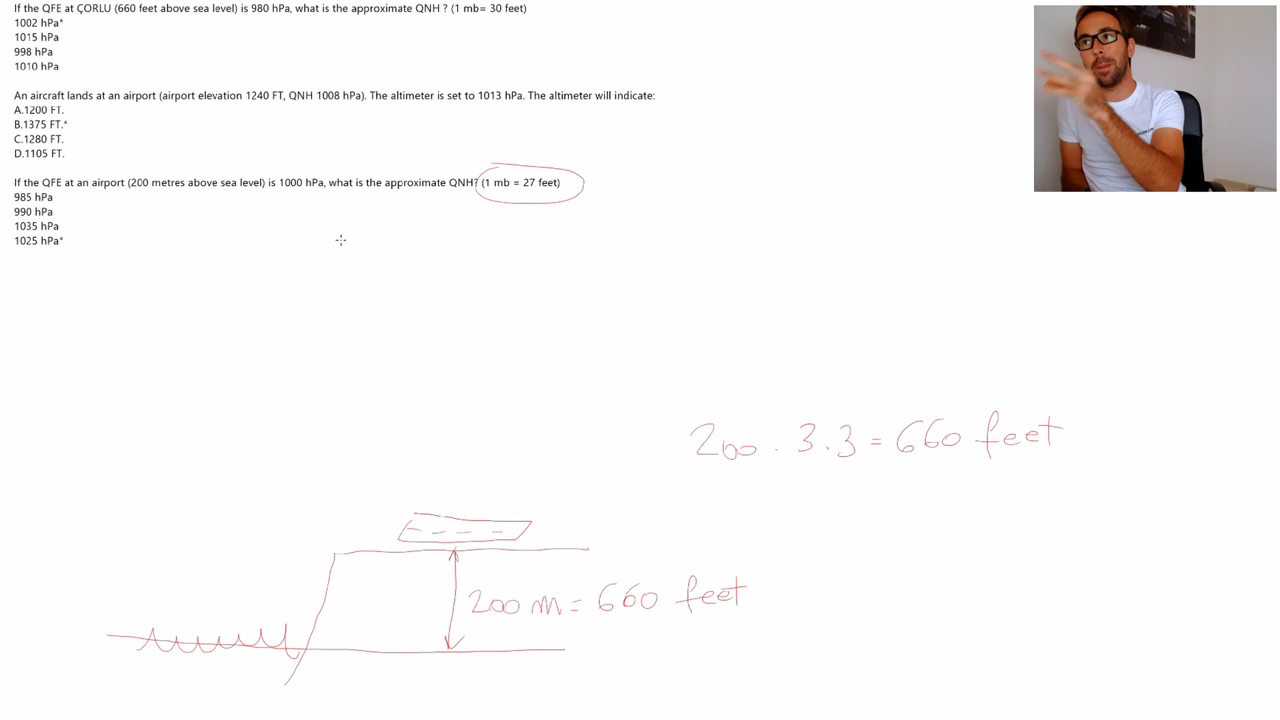 If the QFE at ÇORLU (660 feet above sea level) is 980 hPa, what is the approximate QNH ? (1 mb= 30 feet)
1002 hPa*
1015 hPa
998 hPa
1010 hPa
An aircraft lands at an airport (airport elevation 1240 FT, QNH 1008 hPa). The altimeter is set to 1013 hPa. The altimeter will indicate:
A.1200 FT.
B.1375 FT.*
C.1280 FT.
D.1105 FT.
If the QFE at an airport (200 metres above sea level) is 1000 hPa, what is the approximate QNH? (1 mb = 27 feet)
985 hPa
990 hPa
1035 hPa
1025 hPa*
200 . 3.3 = 660 feet
200 m = 660 feet